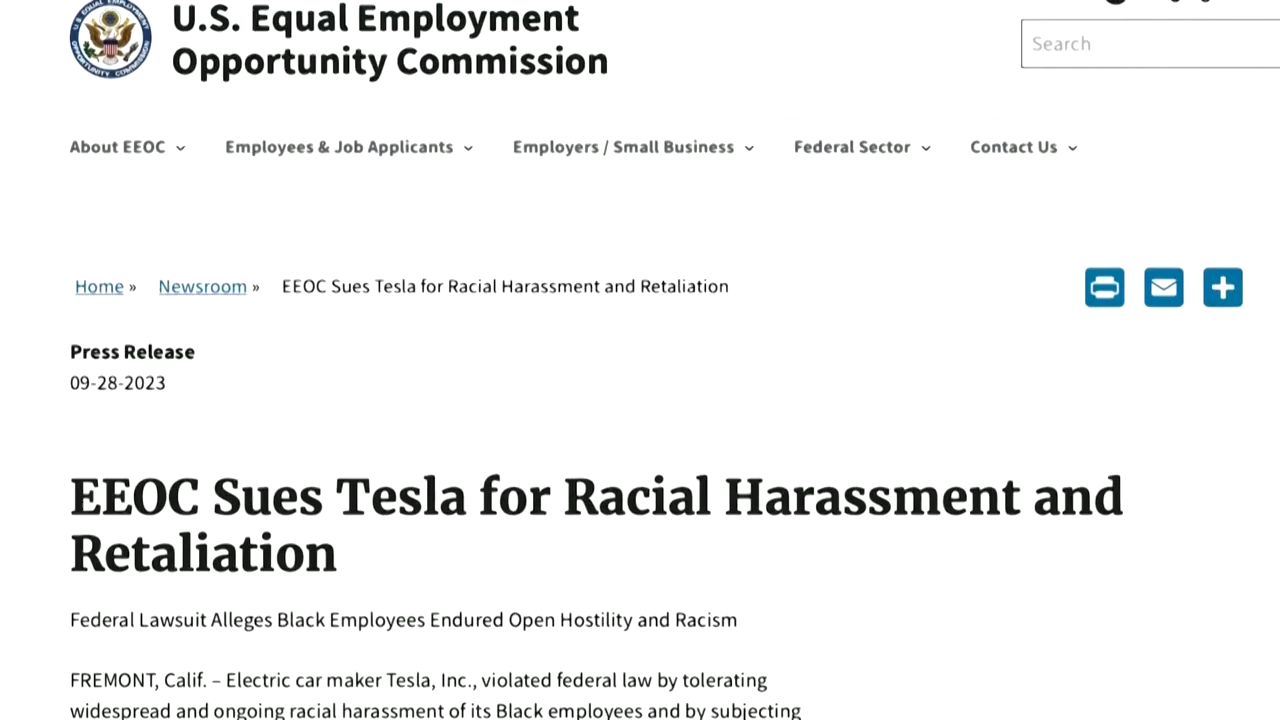 U.S. Equal Employment
Opportunity Commission
Search
About EEOC
Employees & Job Applicants
Employers / Small Business
Federal Sector
Contact Us
Home » Newsroom » EEOC Sues Tesla for Racial Harassment and Retaliation
Press Release
09-28-2023
EEOC Sues Tesla for Racial Harassment and
Retaliation
Federal Lawsuit Alleges Black Employees Endured Open Hostility and Racism
FREMONT, Calif. – Electric car maker Tesla, Inc., violated federal law by tolerating
widespread and ongoing racial harassment of its Black employees and by subjecting